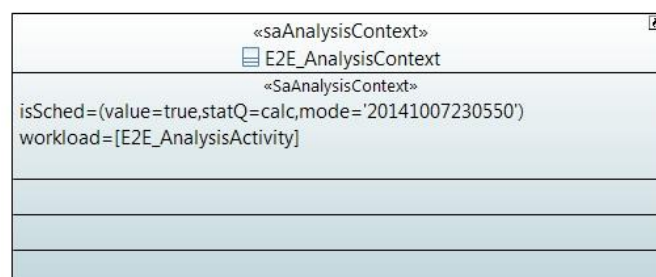 «saAnalysisContext»
E2E_AnalysisContext
«SaAnalysisContext»
isSched=(value=true,statQ=calc,mode='20141007230550')
workload=[E2E_AnalysisActivity]